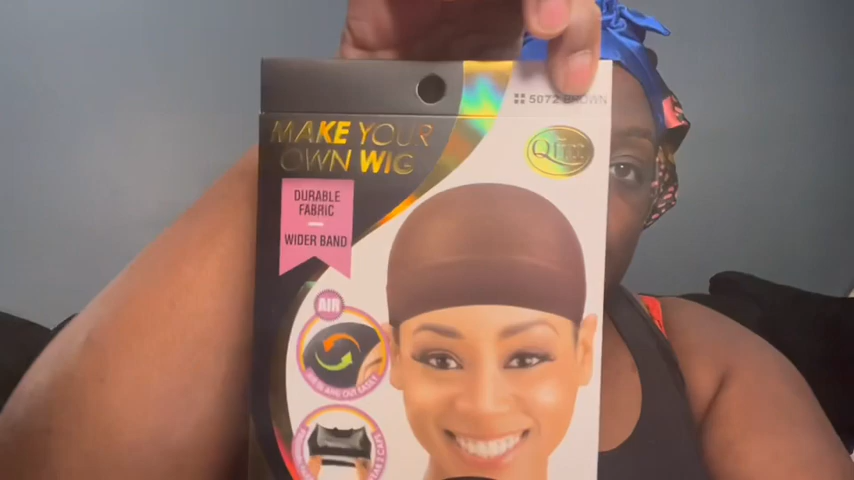 5072 BROWN
MAKE YOUR
OWN WIG
Qfitt
DURABLE
FABRIC
WIDER BAND
AIR